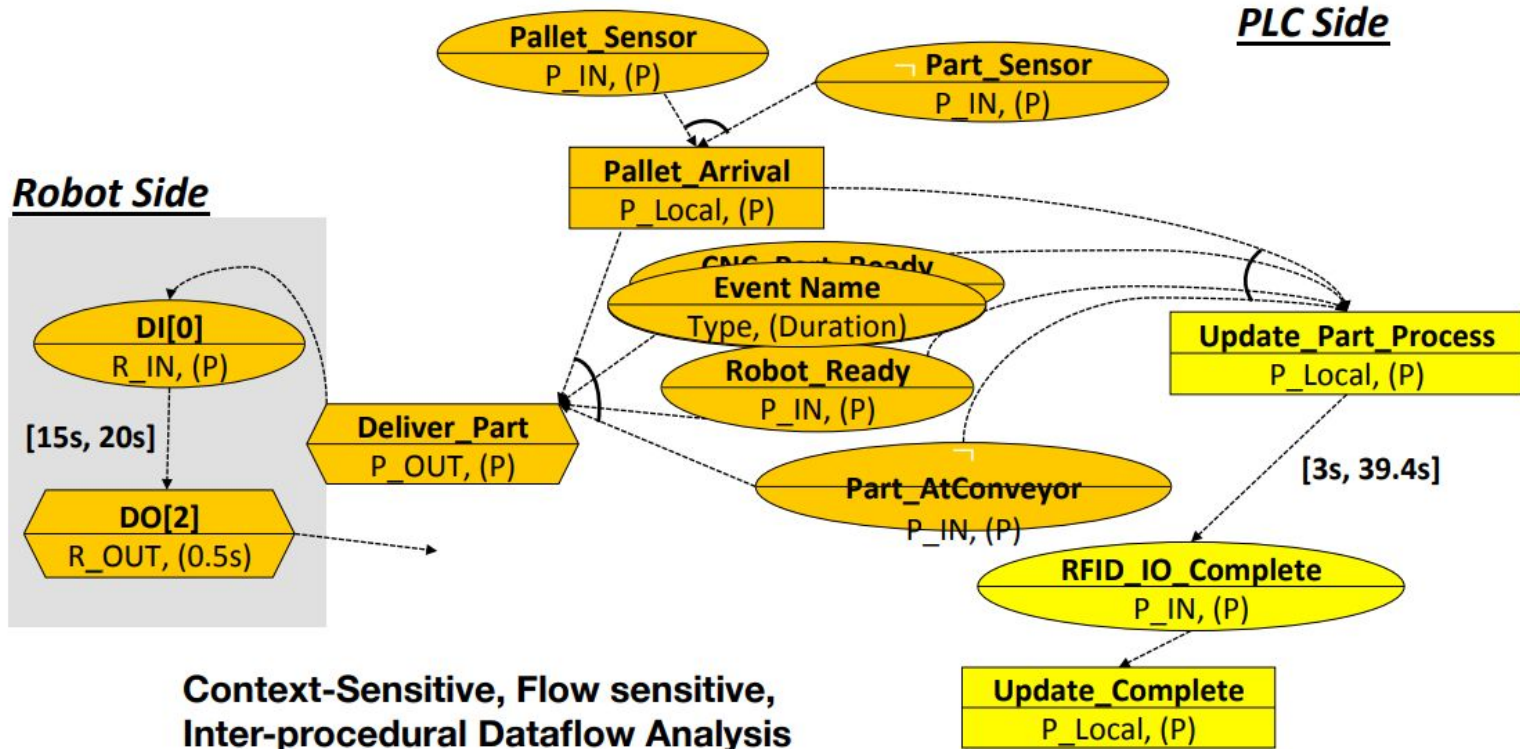 PLC Side
Pallet_Sensor
P_IN, (P)
¬ Part_Sensor
P_IN, (P)
Pallet_Arrival
P_Local, (P)
Robot Side
CNC_Part_Ready
Event Name
Type, (Duration)
DI[0]
R_IN, (P)
Update_Part_Process
P_Local, (P)
Robot_Ready
P_IN, (P)
[15s, 20s]
Deliver_Part
P_OUT, (P)
¬
Part_AtConveyor
P_IN, (P)
[3s, 39.4s]
DO[2]
R_OUT, (0.5s)
RFID_IO_Complete
P_IN, (P)
Context-Sensitive, Flow sensitive,
Inter-procedural Dataflow Analysis
Update_Complete
P_Local, (P)